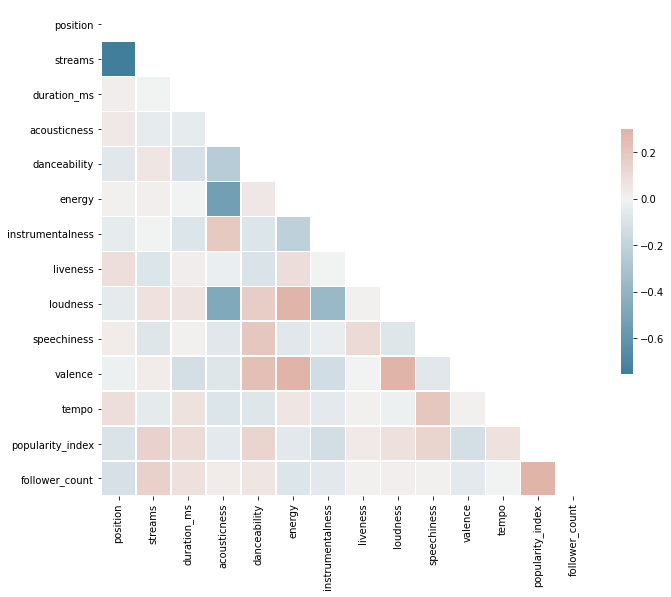 position
streams
duration_ms
acousticness
danceability
energy
instrumentalness
liveness
loudness
speechiness
valence
tempo
popularity_index
follower_count
0.2
0.0
−0.2
−0.4
−0.6
position
streams
duration_ms
acousticness
danceability
energy
instrumentalness
liveness
loudness
speechiness
valence
tempo
popularity_index
follower_count